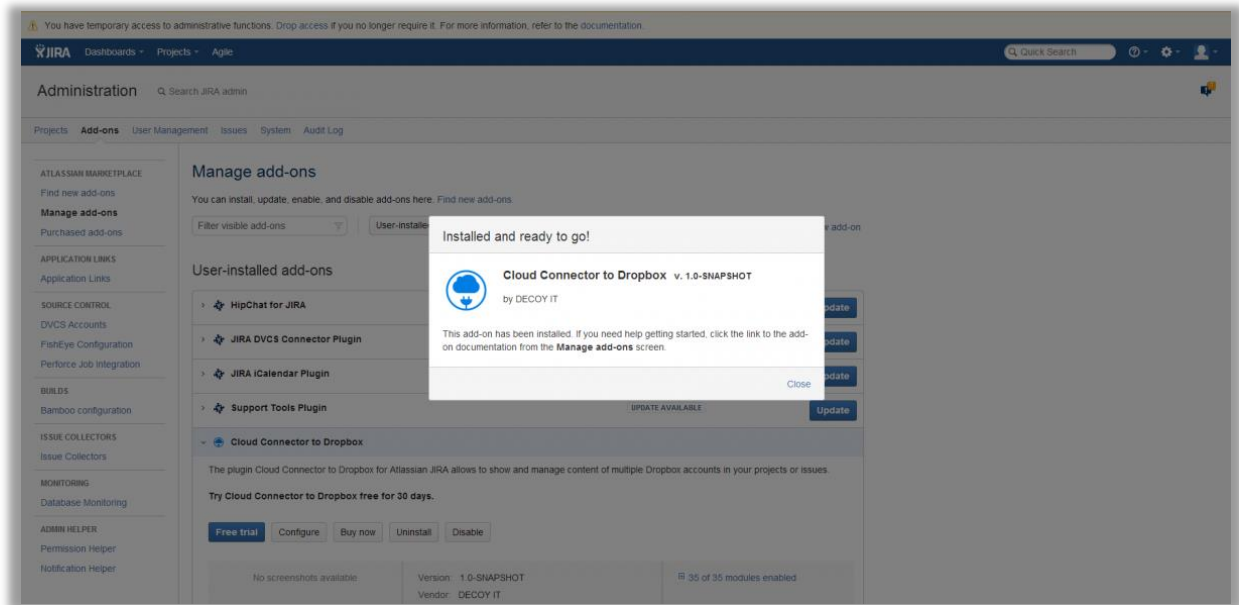 You have temporary access to administrative functions. Drop access if you no longer require it. For more information, refer to the documentation.
JIRA Dashboards Projects Agile Quick Search
Administration Search JIRA admin
Projects Add-ons User Management Issues System Audit Log
ATLASSIAN MARKETPLACE
Find new add-ons
Manage add-ons
Purchased add-ons
APPLICATION LINKS
Application Links
SOURCE CONTROL
DVCS Accounts
FishEye Configuration
Perforce Job Integration
BUILDS
Bamboo configuration
ISSUE COLLECTORS
Issue Collectors
MONITORING
Database Monitoring
ADMIN HELPER
Permission Helper
Notification Helper
Manage add-ons
You can install, update, enable, and disable add-ons here. Find new add-ons.
Filter visible add-ons User-installe add-on
User-installed add-ons
HipChat for JIRA pdate
JIRA DVCS Connector Plugin pdate
JIRA iCalendar Plugin pdate
Support Tools Plugin UPDATE AVAILABLE Update
Cloud Connector to Dropbox
The plugin Cloud Connector to Dropbox for Atlassian JIRA allows to show and manage content of multiple Dropbox accounts in your projects or issues.
Try Cloud Connector to Dropbox free for 30 days.
Free trial Configure Buy now Uninstall Disable
No screenshots available Version: 1.0-SNAPSHOT 35 of 35 modules enabled
Vendor: DECOY IT
Installed and ready to go!
Cloud Connector to Dropbox v. 1.0-SNAPSHOT
by DECOY IT
This add-on has been installed. If you need help getting started, click the link to the add-
on documentation from the Manage add-ons screen.
Close